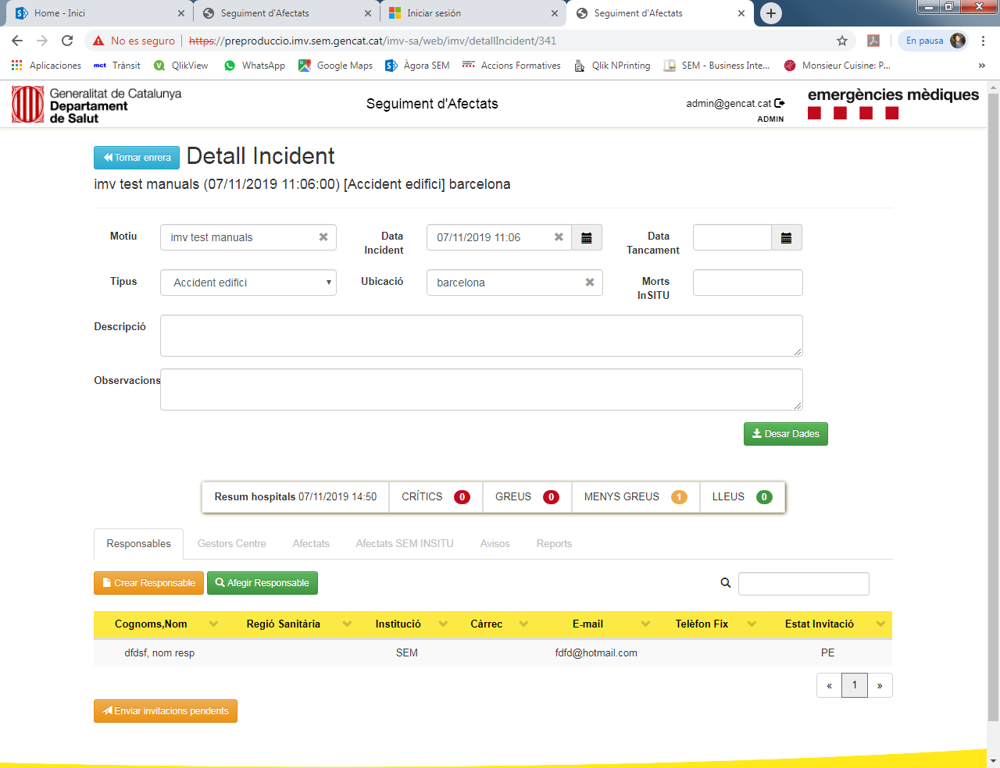 Home - Inici
Seguiment d'Afectats
Iniciar sesión
Seguiment d'Afectats
No es seguro | https://preproduccio.imv.sem.gencat.cat/imv-sa/web/imv/detallIncident/341
En pausa
Aplicaciones
mct Trànsit
QlikView
WhatsApp
Google Maps
Àgora SEM
Accions Formatives
Qlik NPrinting
SEM - Business Inte...
Monsieur Cuisine: P...
»
Generalitat de Catalunya
Departament
de Salut
Seguiment d'Afectats
admin@gencat.cat
ADMIN
emergències mèdiques
Tornar enrera
Detall Incident
imv test manuals (07/11/2019 11:06:00) [Accident edifici] barcelona
Motiu
imv test manuals
Data Incident
07/11/2019 11:06
Data Tancament
Tipus
Accident edifici
Ubicació
barcelona
Morts InSITU
Descripció
Observacions
Desar Dades
Resum hospitals 07/11/2019 14:50
CRÍTICS 0
GREUS 0
MENYS GREUS 1
LLEUS 0
Responsables
Gestors Centre
Afectats
Afectats SEM INSITU
Avisos
Reports
Crear Responsable
Afegir Responsable
Cognoms,Nom
Regió Sanitària
Institució
Càrrec
E-mail
Telèfon Fix
Estat Invitació
dfdsf, nom resp
SEM
fdfd@hotmail.com
PE
« 1 »
Enviar invitacions pendents